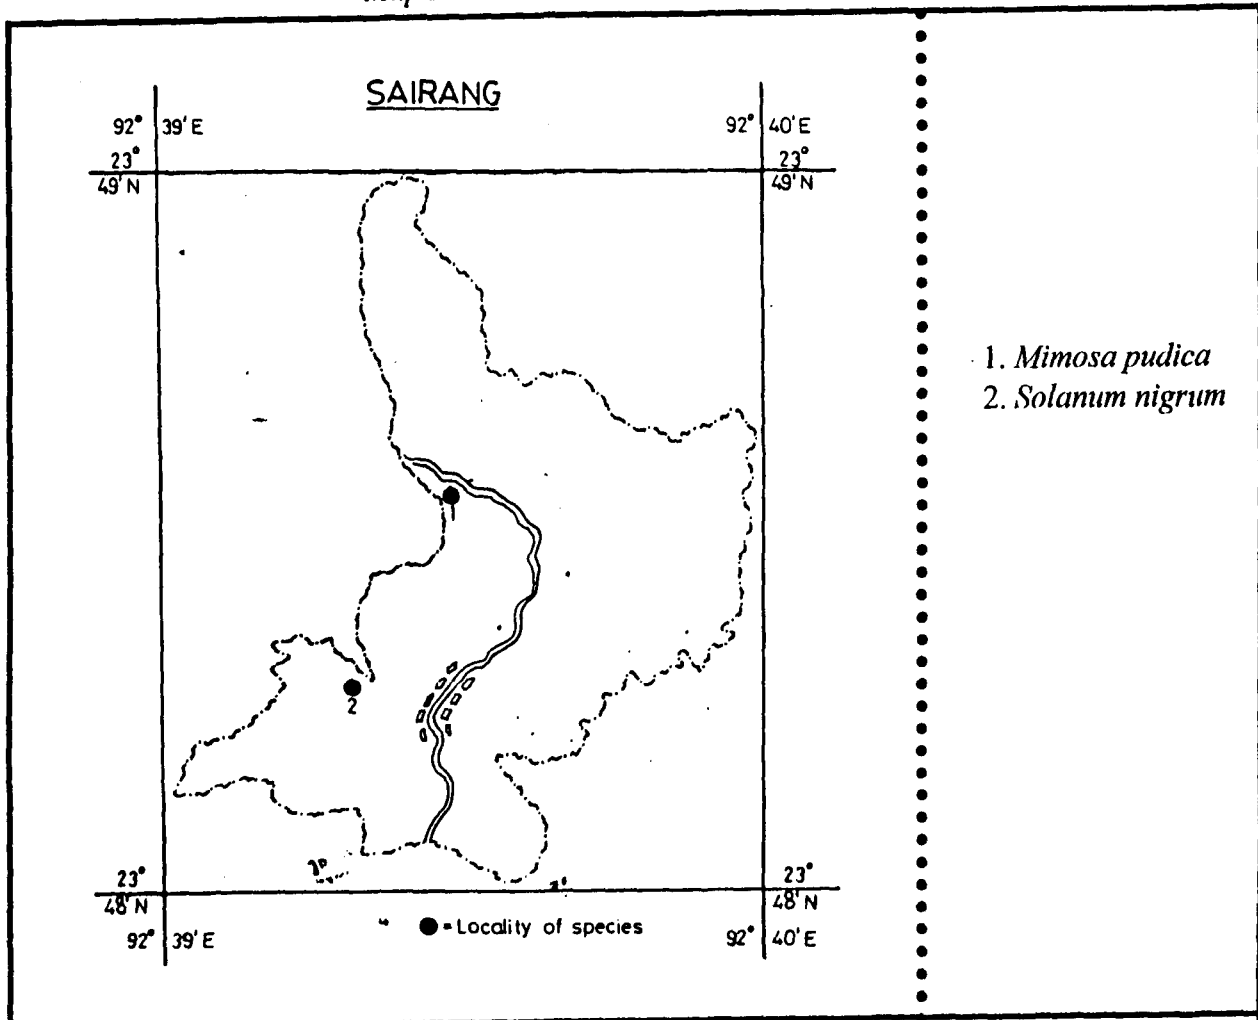 SAIRANG
92° 39' E
92° 40' E
23°
49' N
23°
49' N
1. Mimosa pudica
2. Solanum nigrum
1
2
23°
48' N
23°
48' N
● = Locality of species
92° 39' E
92° 40' E